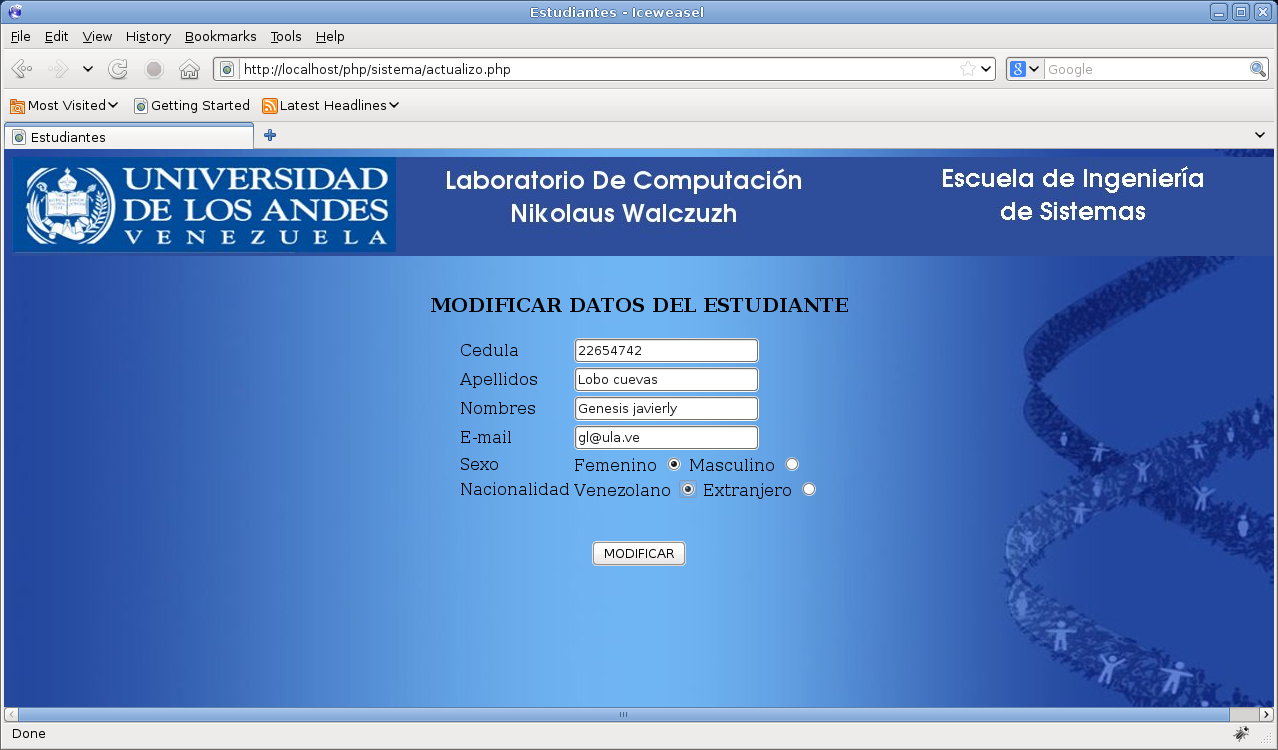 Estudiantes - Iceweasel
File Edit View History Bookmarks Tools Help
http://localhost/php/sistema/actualizo.php
8 Google
Most Visited Getting Started Latest Headlines
Estudiantes
UNIVERSIDAD
DE LOS ANDES
VENEZUELA
Laboratorio De Computación
Nikolaus Walczuzh
Escuela de Ingeniería
de Sistemas
MODIFICAR DATOS DEL ESTUDIANTE
Cedula 22654742
Apellidos Lobo cuevas
Nombres Genesis javierly
E-mail gl@ula.ve
Sexo Femenino Masculino
Nacionalidad Venezolano Extranjero
MODIFICAR
Done